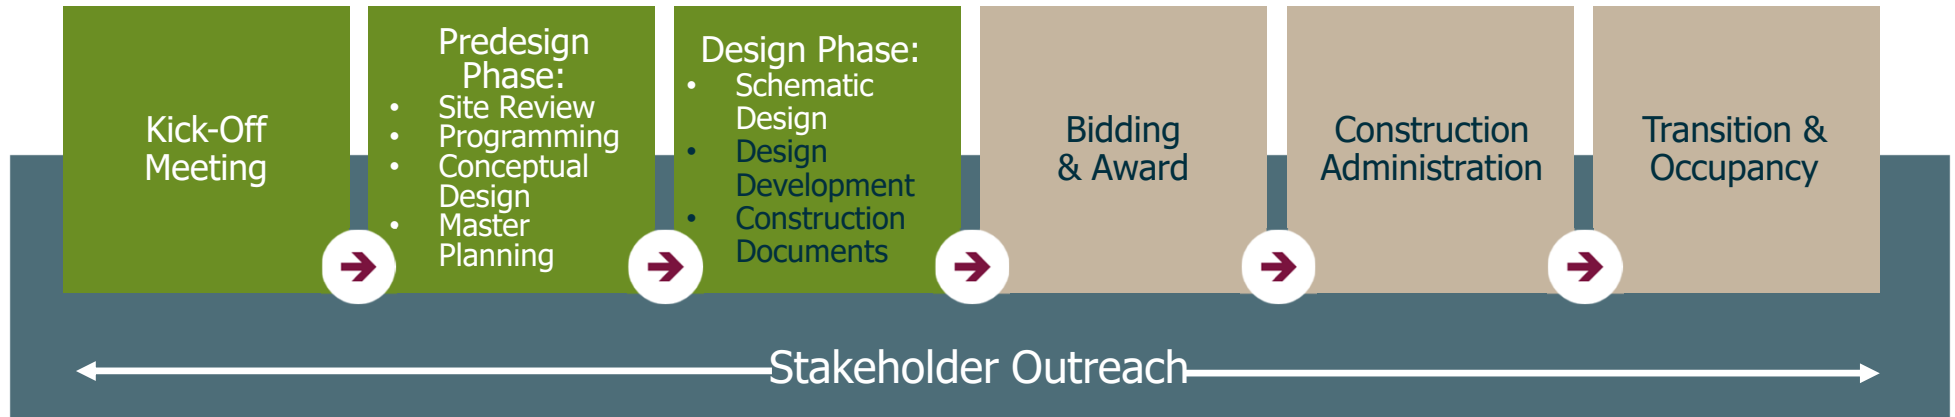 Kick-Off
Meeting
Predesign
Phase:
• Site Review
• Programming
• Conceptual
Design
• Master
Planning
Design Phase:
• Schematic
Design
• Design
Development
• Construction
Documents
Bidding
& Award
Construction
Administration
Transition &
Occupancy
Stakeholder Outreach